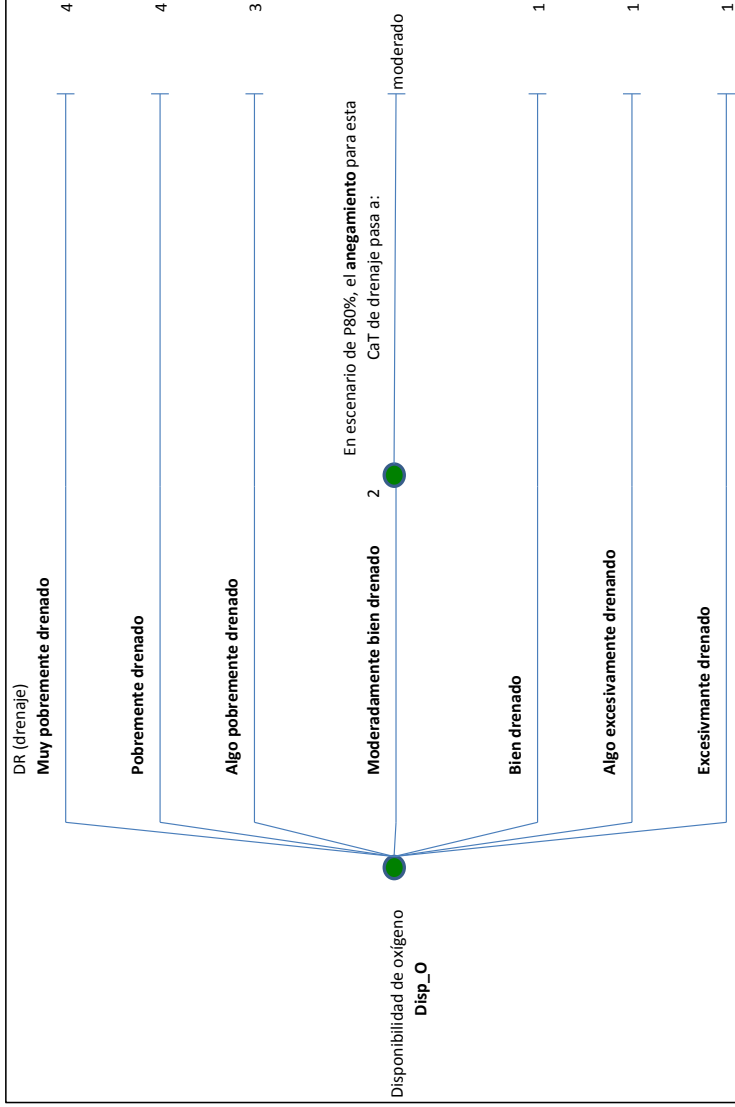 DR (drenaje)
Muy pobremente drenado
4
Pobremente drenado
4
Algo pobremente drenado
3
En escenario de P80%, el anegamiento para esta
CaT de drenaje pasa a:
Disponibilidad de oxígeno
Disp_O
Moderadamente bien drenado
2
moderado
Bien drenado
1
Algo excesivamente drenando
1
Excesivmante drenado
1